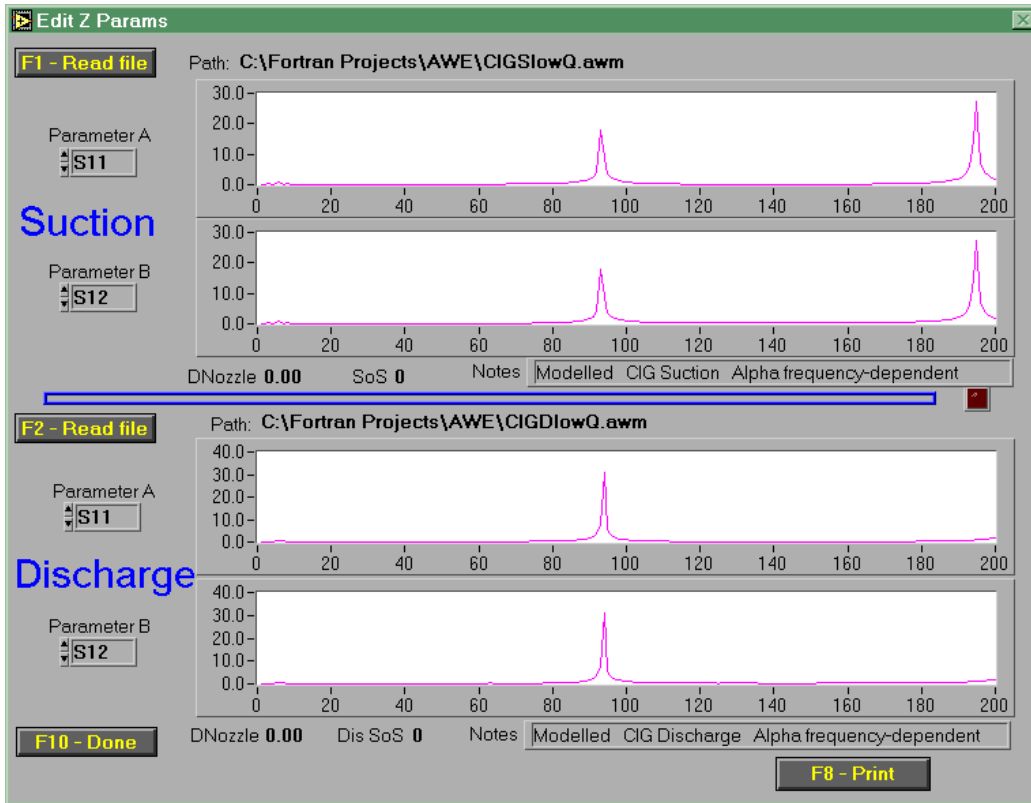 Edit Z Params
F1 - Read file
Path: C:\Fortran Projects\AWE\CIGSlowQ.awm
Parameter A
S11
30.0
20.0
10.0
0.0
0 20 40 60 80 100 120 140 160 180 200
Suction
Parameter B
S12
30.0
20.0
10.0
0.0
0 20 40 60 80 100 120 140 160 180 200
DNozzle 0.00 SoS 0 Notes Modelled CIG Suction Alpha frequency-dependent
F2 - Read file
Path: C:\Fortran Projects\AWE\CIGDlowQ.awm
Parameter A
S11
40.0
30.0
20.0
10.0
0.0
0 20 40 60 80 100 120 140 160 180 200
Discharge
Parameter B
S12
40.0
30.0
20.0
10.0
0.0
0 20 40 60 80 100 120 140 160 180 200
F10 - Done
DNozzle 0.00 Dis SoS 0 Notes Modelled CIG Discharge Alpha frequency-dependent
F8 - Print